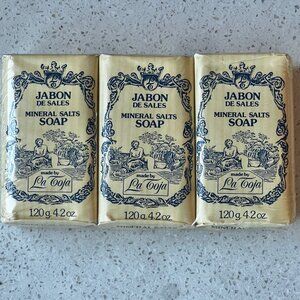 JABON
DE SALES
MINERAL SALTS
SOAP
made by
La Toja
120 g. 4.2 oz.
JABON
DE SALES
MINERAL SALTS
SOAP
made by
La Toja
120 g. 4.2 oz.
JABON
DE SALES
MINERAL SALTS
SOAP
made by
La Toja
120 g. 4.2 oz.